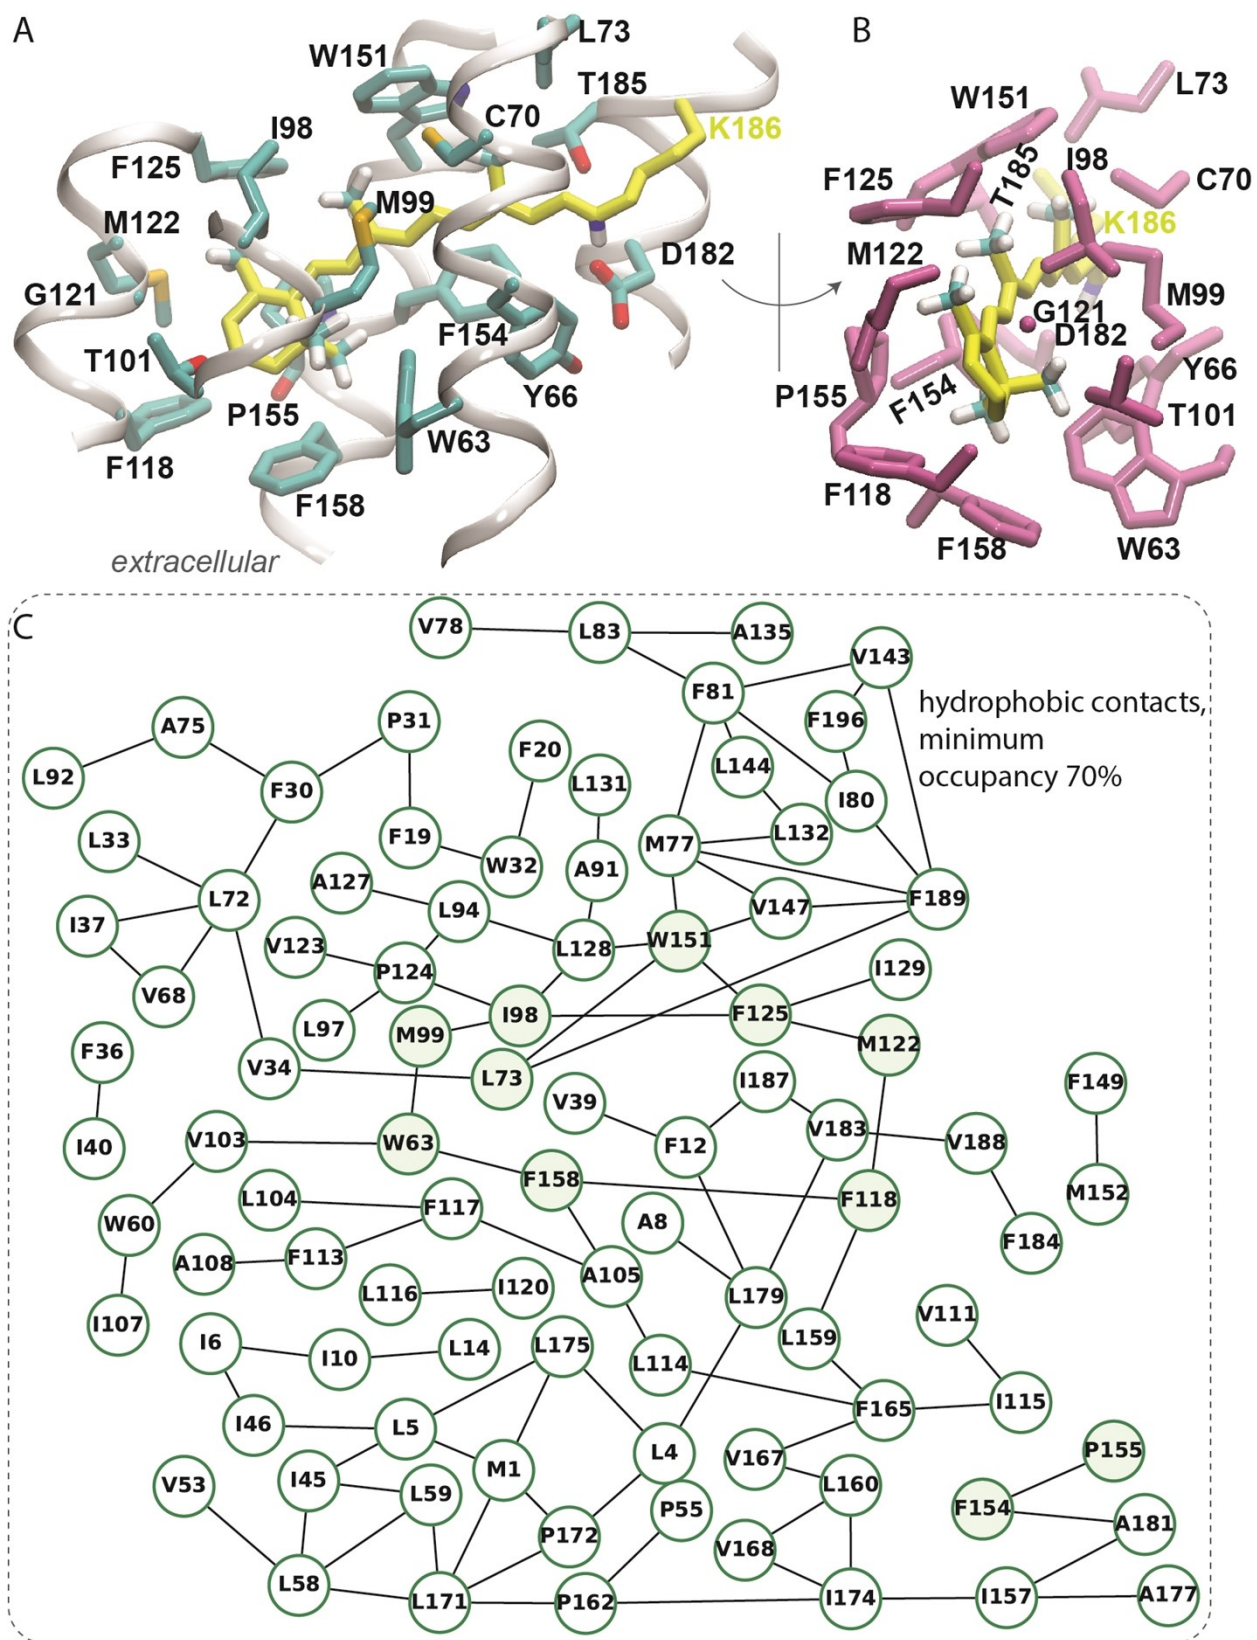 A
L73
W151
T185
C70
K186
I98
F125
M99
M122
D182
G121
F154
T101
Y66
P155
W63
F118
F158
extracellular
B
L73
W151
I98
T185
F125
C70
K186
M122
M99
G121
D182
Y66
P155
F154
T101
F118
F158
W63
C
V78
L83
A135
V143
F81
hydrophobic contacts,
minimum
occupancy 70%
A75
P31
F196
F20
L92
L144
F30
L131
I80
L33
F19
M77
L132
W32
A91
A127
L72
L94
V147
F189
I37
V123
L128
W151
P124
I129
V68
L97
M99
I98
F125
M122
F36
V34
L73
I187
F149
V39
V103
W63
F12
V183
V188
I40
F158
F118
M152
W60
L104
F117
A8
F184
A108
F113
A105
L116
I120
L179
V111
I107
I6
I10
L14
L175
L114
L159
F165
I115
I46
L5
L4
V167
P155
V53
I45
M1
L59
L160
P55
F154
A181
P172
V168
L58
L171
P162
I174
I157
A177